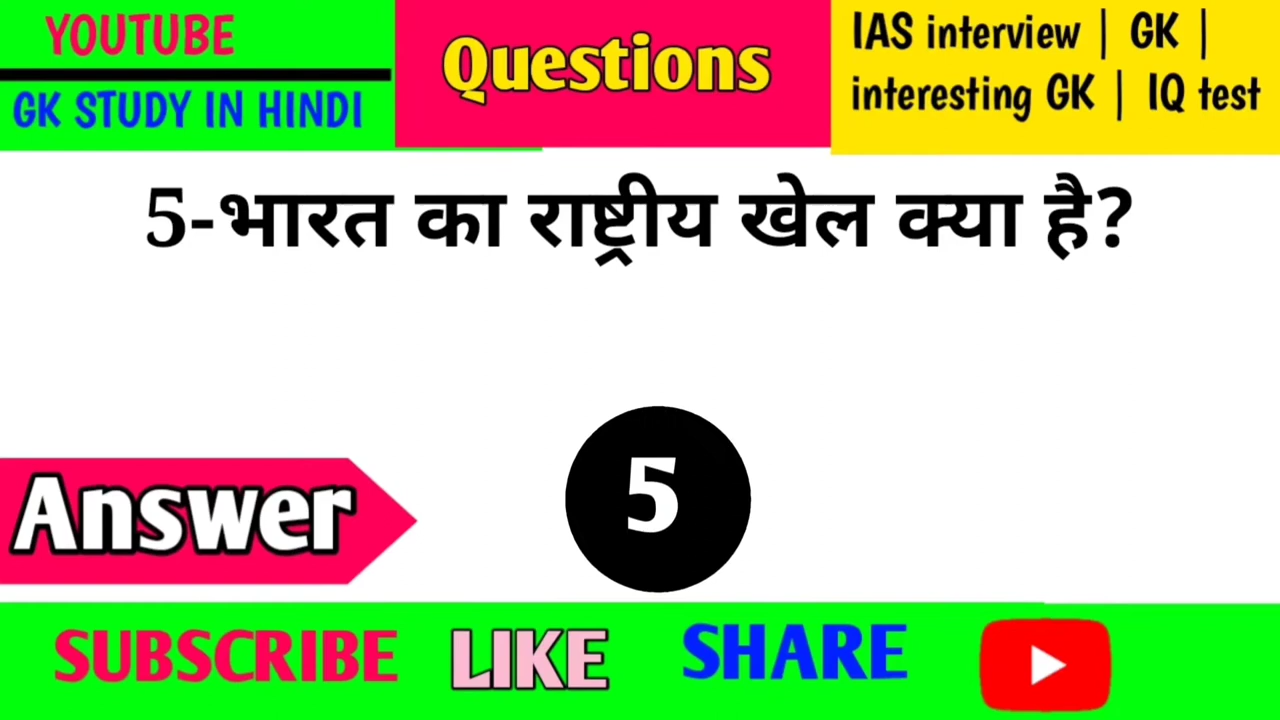 YOUTUBE
GK STUDY IN HINDI
Questions
IAS interview | GK |
interesting GK | IQ test
5-भारत का राष्ट्रीय खेल क्या है?
Answer
5
SUBSCRIBE LIKE SHARE